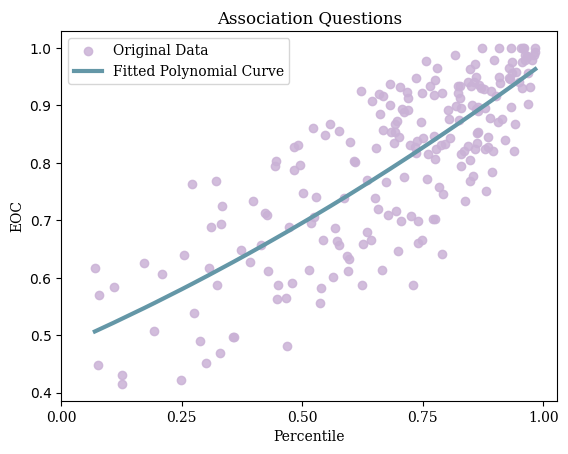 Association Questions
Original Data
Fitted Polynomial Curve
EOC
1.0
0.9
0.8
0.7
0.6
0.5
0.4
0.00 0.25 0.50 0.75 1.00
Percentile